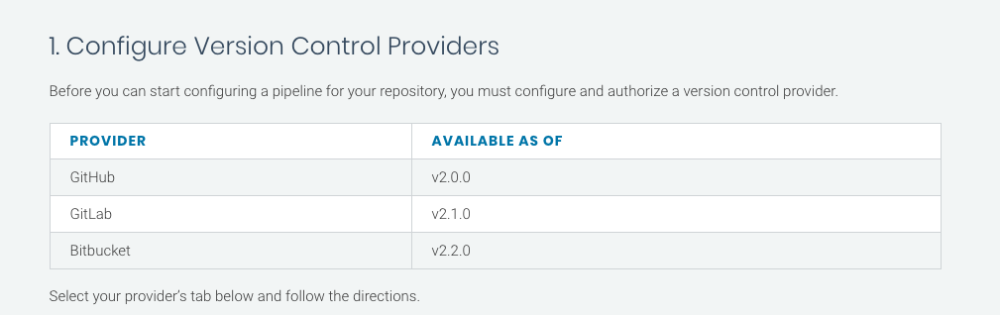 1. Configure Version Control Providers
Before you can start configuring a pipeline for your repository, you must configure and authorize a version control provider.
PROVIDER AVAILABLE AS OF
GitHub v2.0.0
GitLab v2.1.0
Bitbucket v2.2.0
Select your provider’s tab below and follow the directions.